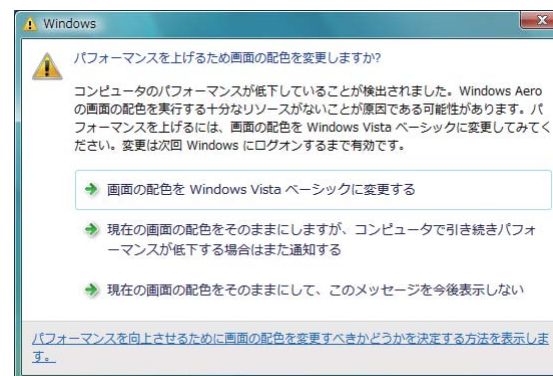 Windows
パフォーマンスを上げるため画面の配色を変更しますか?
コンピュータのパフォーマンスが低下していることが検出されました。Windows Aero
の画面の配色を実行する十分なリソースがないことが原因である可能性があります。パ
フォーマンスを上げるには、画面の配色を Windows Vista ベーシックに変更してみてく
ださい。変更は次回 Windows にログオンするまで有効です。
画面の配色を Windows Vista ベーシックに変更する
現在の画面の配色をそのままにしますが、コンピュータで引き続きパフォ
ーマンスが低下する場合はまた通知する
現在の画面の配色をそのままにして、このメッセージを今後表示しない
パフォーマンスを向上させるために画面の配色を変更すべきかどうかを決定する方法を表示しま
す。